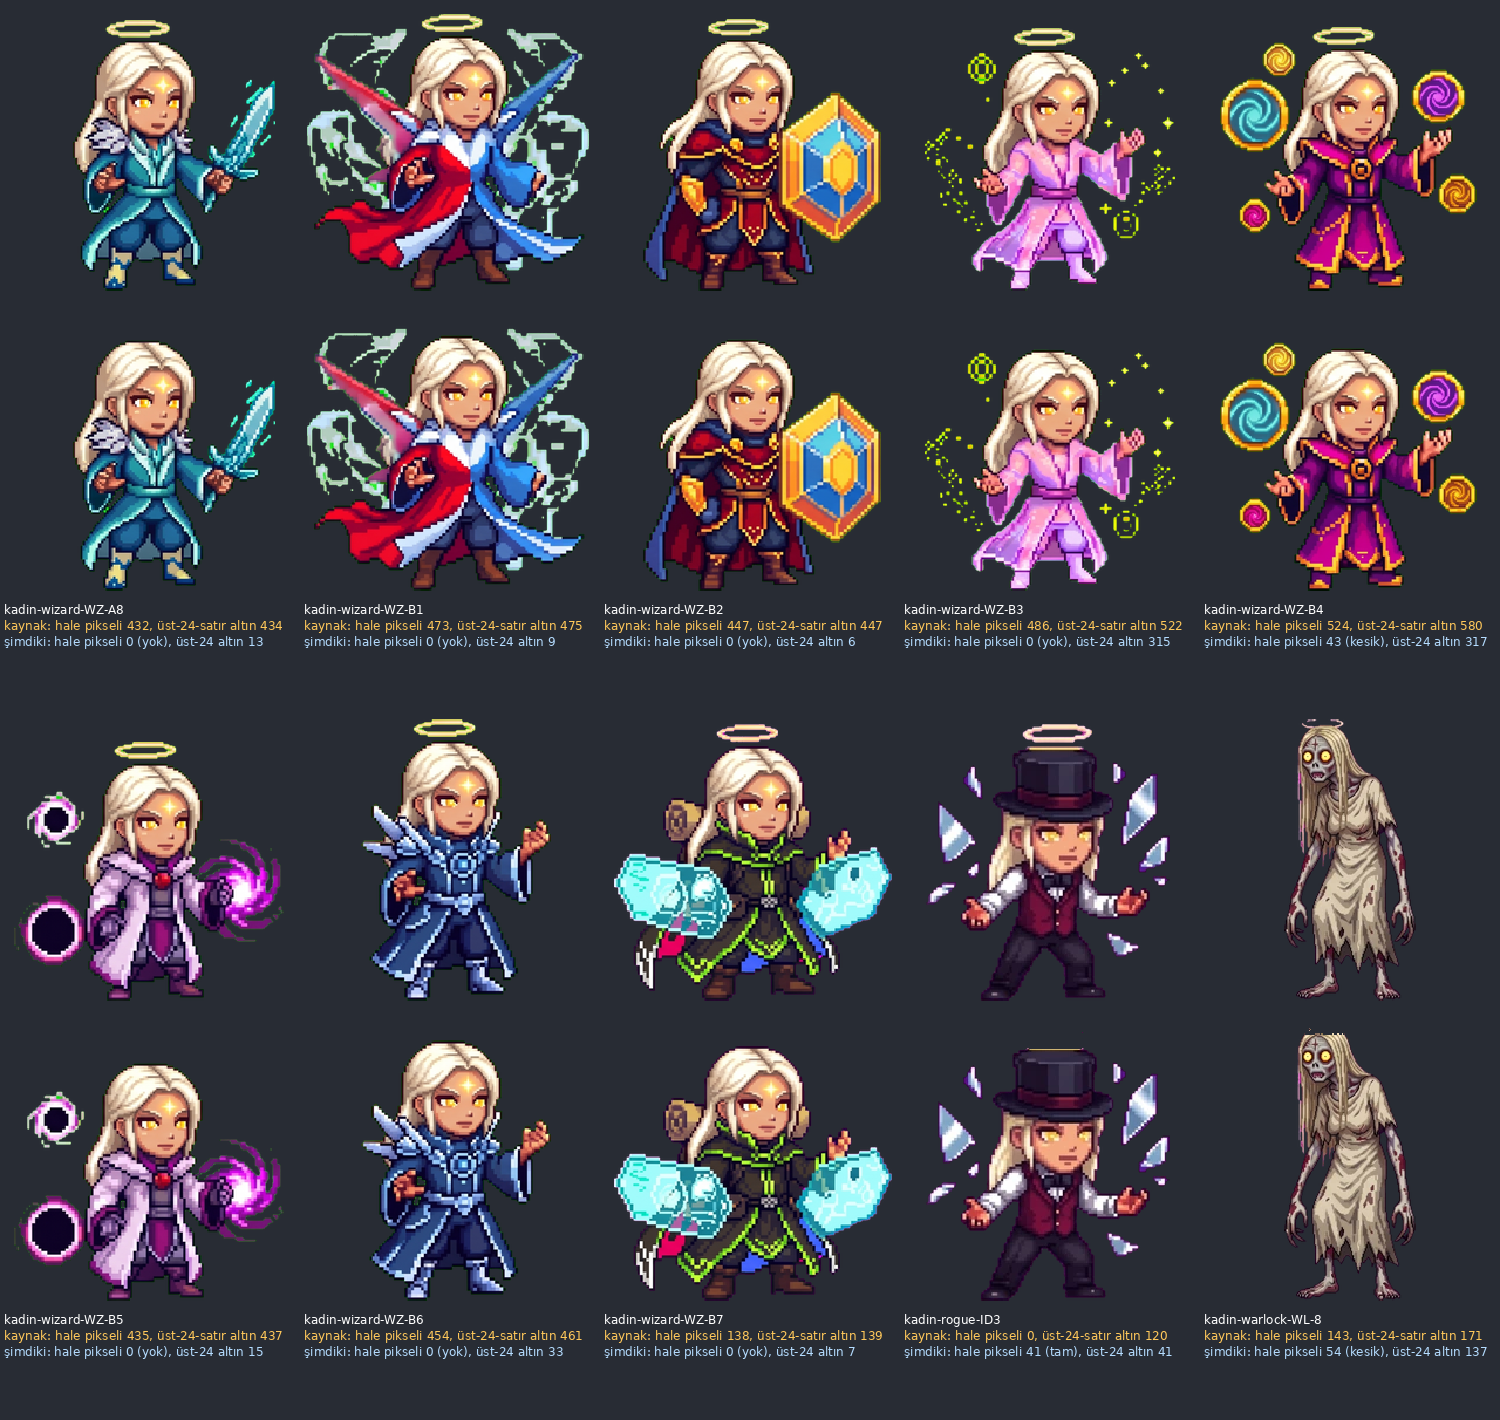 kadin-wizard-WZ-A8
kaynak: hale pikseli 432, üst-24-satır altın 434
şimdiki: hale pikseli 0 (yok), üst-24 altın 13
kadin-wizard-WZ-B1
kaynak: hale pikseli 473, üst-24-satır altın 475
şimdiki: hale pikseli 0 (yok), üst-24 altın 9
kadin-wizard-WZ-B2
kaynak: hale pikseli 447, üst-24-satır altın 447
şimdiki: hale pikseli 0 (yok), üst-24 altın 6
kadin-wizard-WZ-B3
kaynak: hale pikseli 486, üst-24-satır altın 522
şimdiki: hale pikseli 0 (yok), üst-24 altın 315
kadin-wizard-WZ-B4
kaynak: hale pikseli 524, üst-24-satır altın 580
şimdiki: hale pikseli 43 (kesik), üst-24 altın 317
kadin-wizard-WZ-B5
kaynak: hale pikseli 435, üst-24-satır altın 437
şimdiki: hale pikseli 0 (yok), üst-24 altın 15
kadin-wizard-WZ-B6
kaynak: hale pikseli 454, üst-24-satır altın 461
şimdiki: hale pikseli 0 (yok), üst-24 altın 33
kadin-wizard-WZ-B7
kaynak: hale pikseli 138, üst-24-satır altın 139
şimdiki: hale pikseli 0 (yok), üst-24 altın 7
kadin-rogue-ID3
kaynak: hale pikseli 0, üst-24-satır altın 120
şimdiki: hale pikseli 41 (tam), üst-24 altın 41
kadin-warlock-WL-8
kaynak: hale pikseli 143, üst-24-satır altın 171
şimdiki: hale pikseli 54 (kesik), üst-24 altın 137